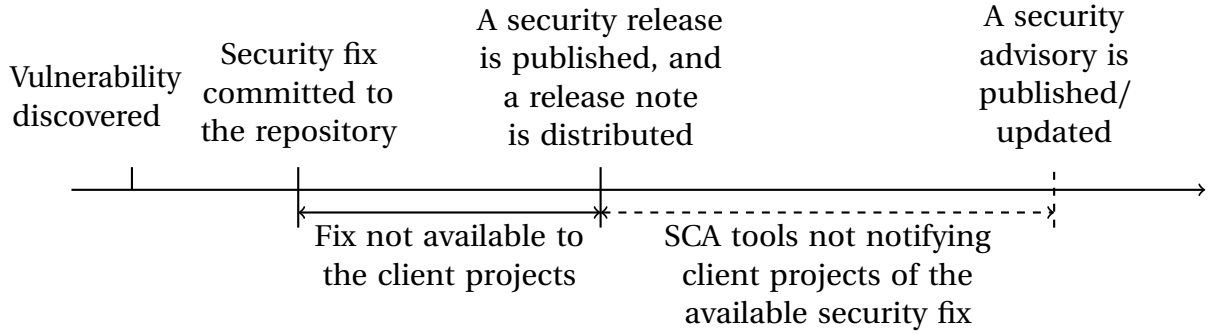 Vulnerability
discovered
Security fix
committed to
the repository
A security release
is published, and
a release note
is distributed
A security
advisory is
published/
updated
Fix not available to
the client projects
SCA tools not notifying
client projects of the
available security fix